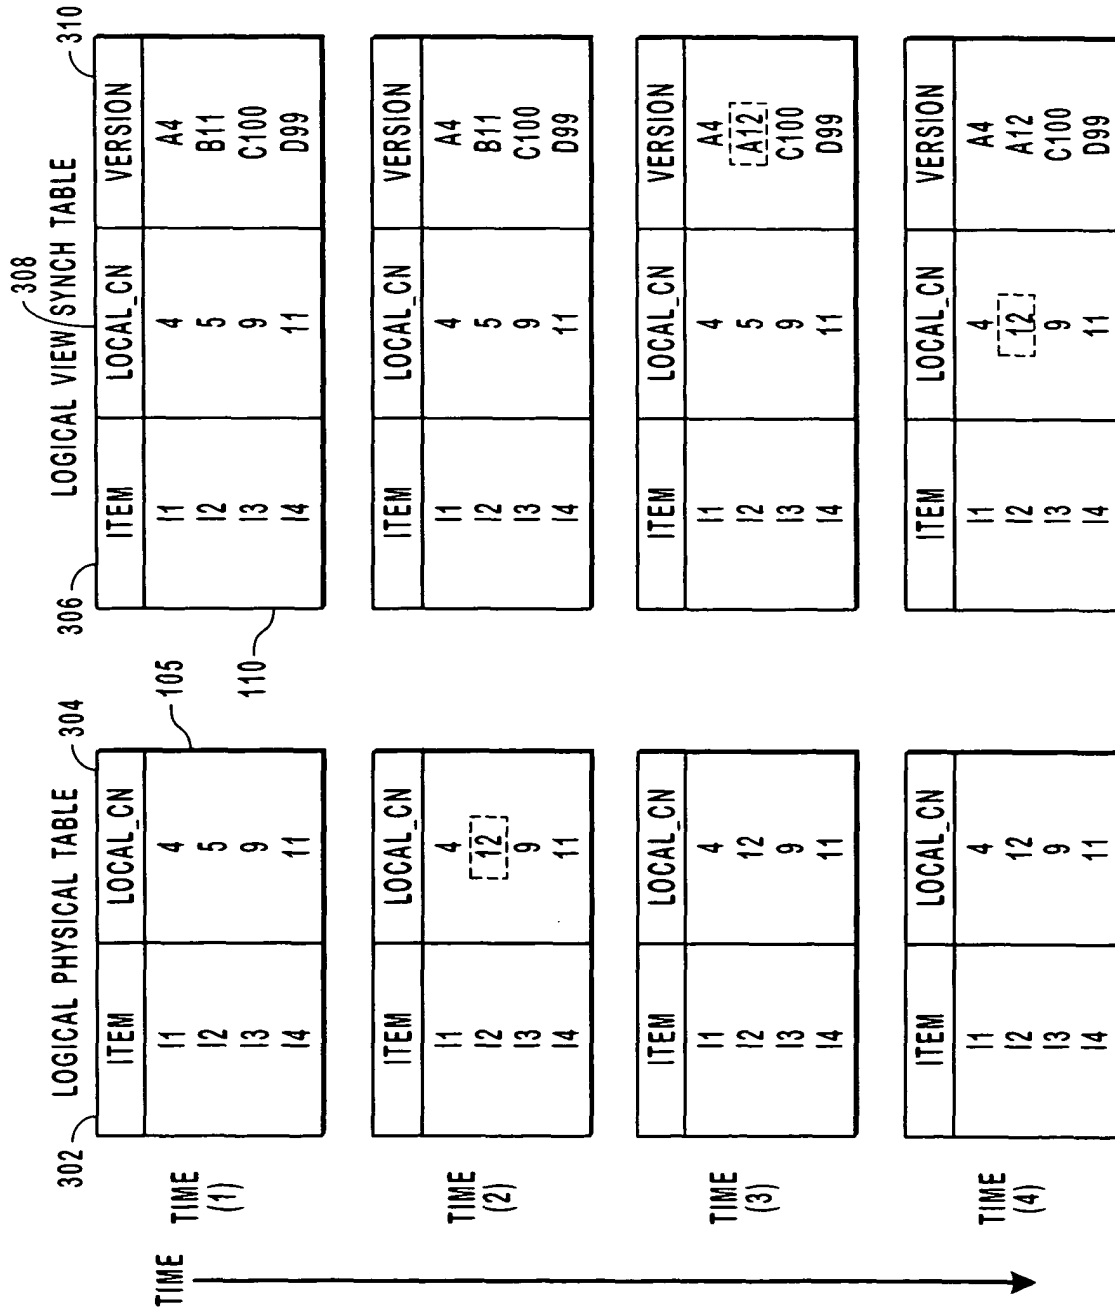 LOGICAL PHYSICAL TABLE
LOGICAL VIEW/SYNCH TABLE
302
304
306
308
310
TIME
TIME
(1)
ITEM LOCAL_CN
I1 4
I2 5
I3 9
I4 11
105
ITEM LOCAL_CN VERSION
I1 4 A4
I2 5 B11
I3 9 C100
I4 11 D99
110
TIME
(2)
ITEM LOCAL_CN
I1 4
I2 12
I3 9
I4 11
ITEM LOCAL_CN VERSION
I1 4 A4
I2 5 B11
I3 9 C100
I4 11 D99
TIME
(3)
ITEM LOCAL_CN
I1 4
I2 12
I3 9
I4 11
ITEM LOCAL_CN VERSION
I1 4 A4
I2 5 A12
I3 9 C100
I4 11 D99
TIME
(4)
ITEM LOCAL_CN
I1 4
I2 12
I3 9
I4 11
ITEM LOCAL_CN VERSION
I1 4 A4
I2 12 A12
I3 9 C100
I4 11 D99